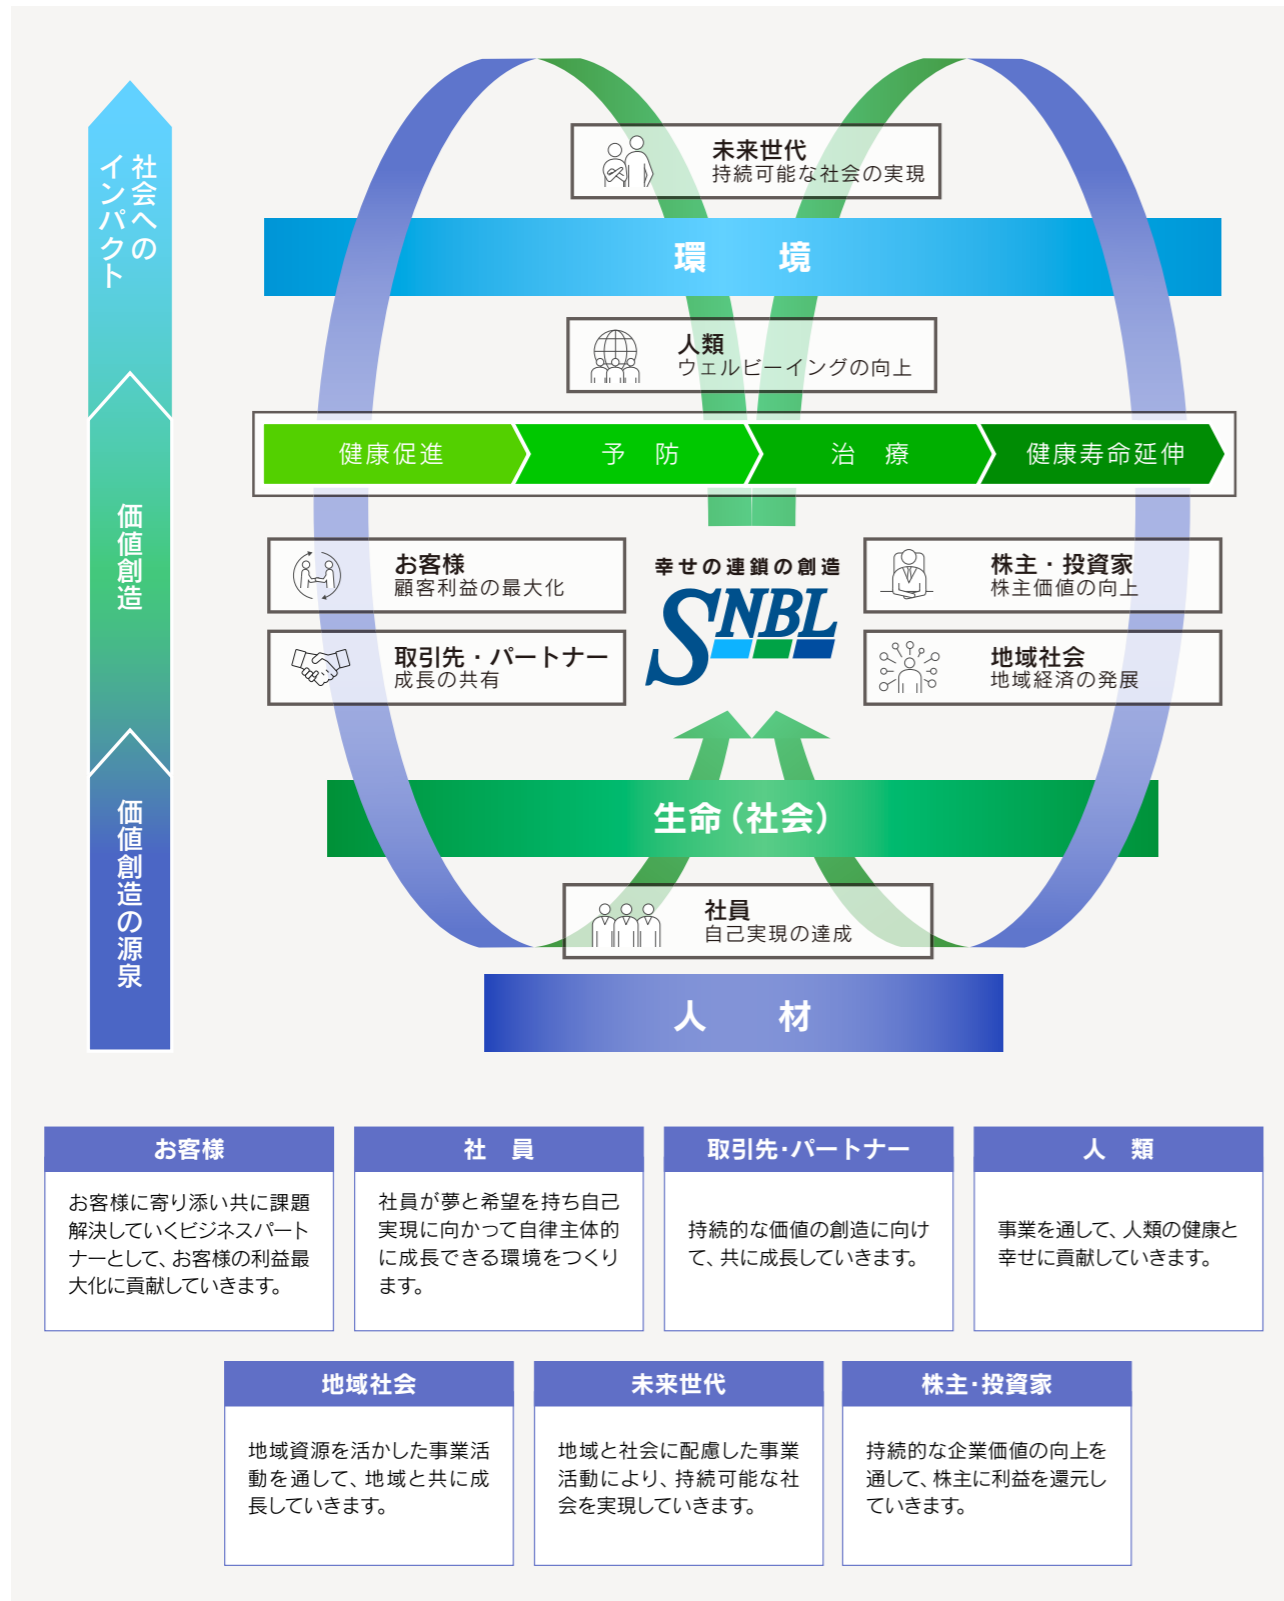 社会への
インパクト
価値創造
価値創造の源泉
未来世代
持続可能な社会の実現
環　境
人類
ウェルビーイングの向上
健康促進
予　防
治　療
健康寿命延伸
お客様
顧客利益の最大化
取引先・パートナー
成長の共有
幸せの連鎖の創造
SNBL
株主・投資家
株主価値の向上
地域社会
地域経済の発展
生命（社会）
社員
自己実現の達成
人　材
お客様
お客様に寄り添い共に課題
解決していくビジネスパート
ナーとして、お客様の利益最
大化に貢献していきます。
社　員
社員が夢と希望を持ち自己
実現に向かって自律主体的
に成長できる環境をつくり
ます。
取引先・パートナー
持続的な価値の創造に向け
て、共に成長していきます。
人　類
事業を通して、人類の健康と
幸せに貢献していきます。
地域社会
地域資源を活かした事業活
動を通して、地域と共に成
長していきます。
未来世代
地域と社会に配慮した事業
活動により、持続可能な社
会を実現していきます。
株主・投資家
持続的な企業価値の向上を
通して、株主に利益を還元し
ていきます。